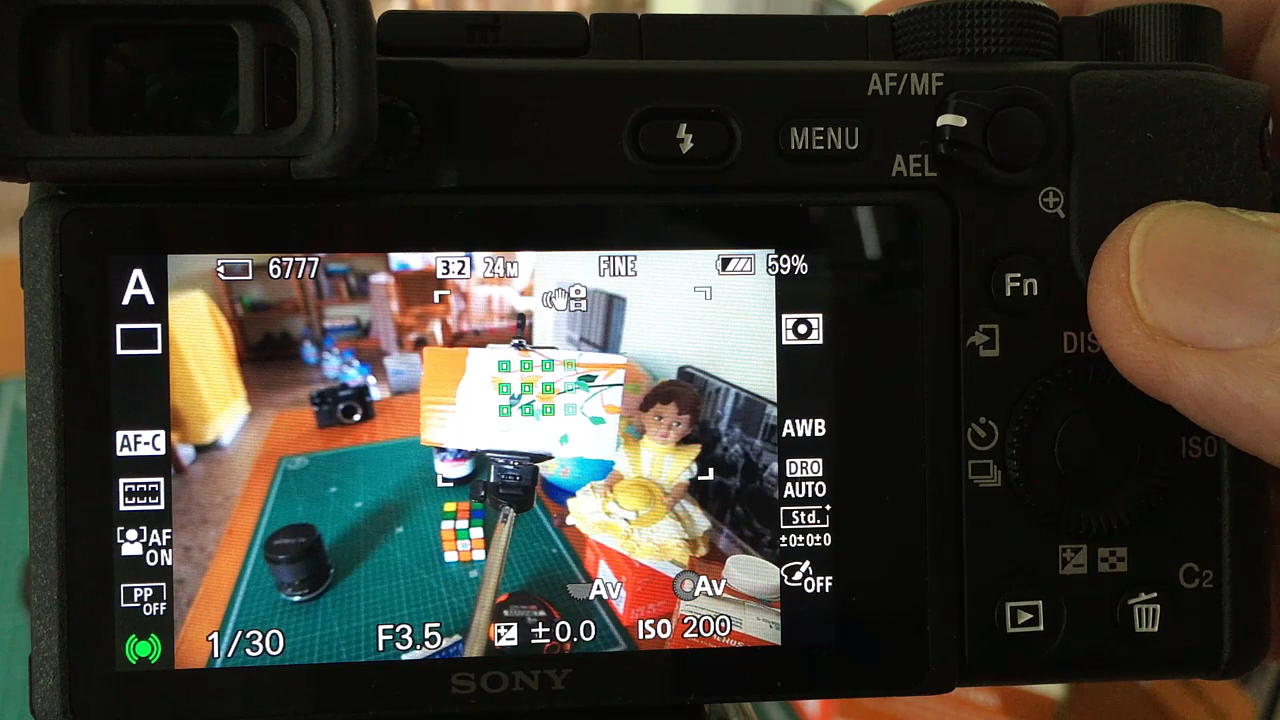 AF/MF
MENU
AEL
6777 3:2 24M FINE 59%
A
Fn
DIS
AF-C
AWB
DRO
AUTO
ISO
Std.
AF
ON
±0±0±0
PP
OFF
OFF
Av Av
C2
1/30 F3.5 ±0.0 ISO 200
SONY